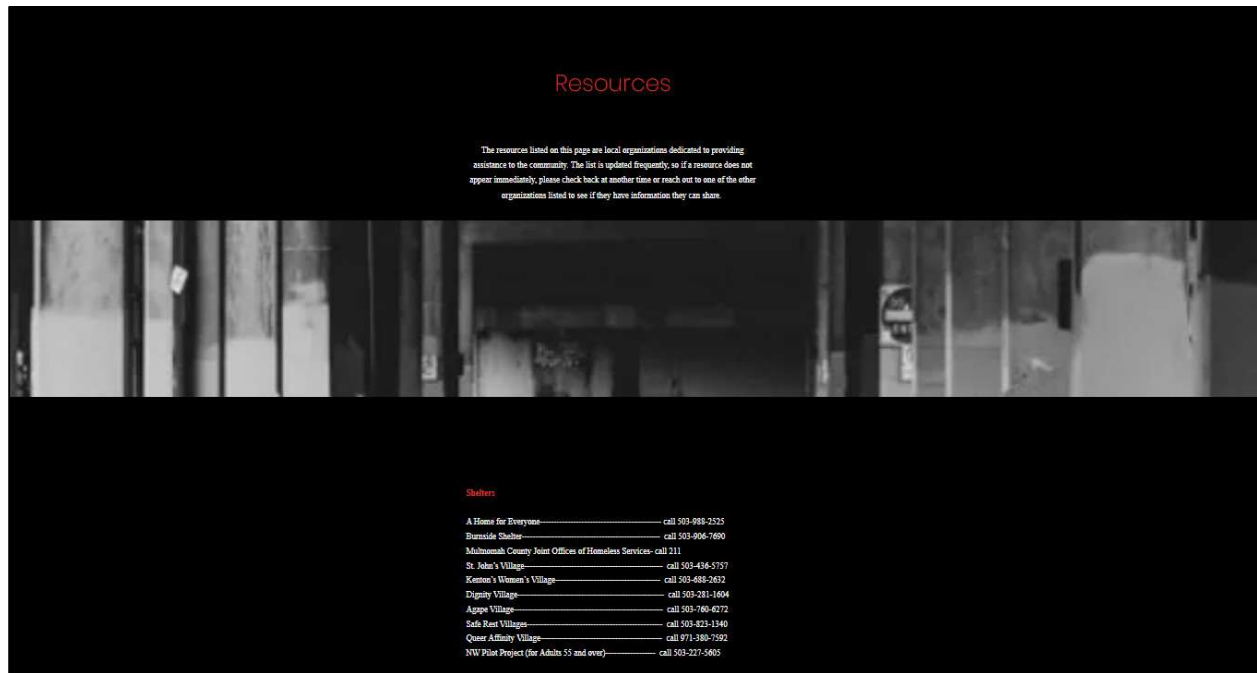 Resources
The resources listed on this page are local organizations dedicated to providing
assistance to the community. The list is updated frequently, so if a resource does not
appear immediately, please check back at another time or reach out to one of the other
organizations listed to see if they have information they can share.
Shelters
A Home for Everyone---------------------------------------------- call 503-988-2525
Burnside Shelter----------------------------------------------------- call 503-906-7690
Multnomah County Joint Offices of Homeless Services- call 211
St. John’s Village---------------------------------------------------- call 503-436-5757
Kenton’s Women’s Village---------------------------------------- call 503-688-2632
Dignity Village-------------------------------------------------------- call 503-281-1604
Agape Village--------------------------------------------------------- call 503-760-6272
Safe Rest Villages---------------------------------------------------- call 503-823-1340
Queer Affinity Village----------------------------------------------- call 971-380-7592
NW Pilot Project (for Adults 55 and over)------------------- call 503-227-5605